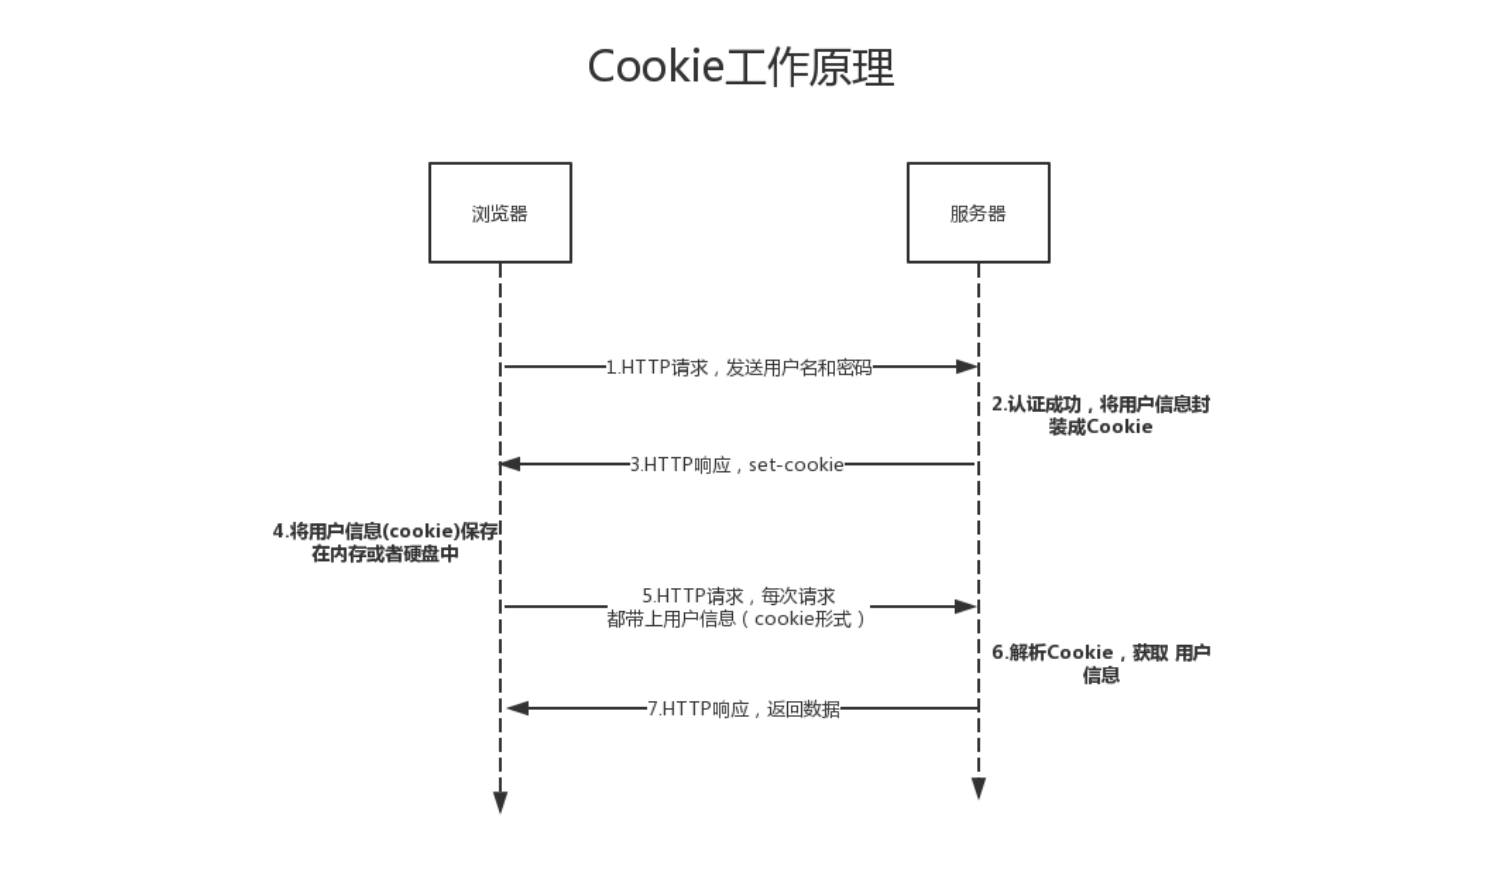 Cookie工作原理
浏览器
服务器
1.HTTP请求，发送用户名和密码
2.认证成功，将用户信息封
装成Cookie
3.HTTP响应，set-cookie
4.将用户信息(cookie)保存
在内存或者硬盘中
5.HTTP请求，每次请求
都带上用户信息（cookie形式）
6.解析Cookie，获取 用户
信息
7.HTTP响应，返回数据